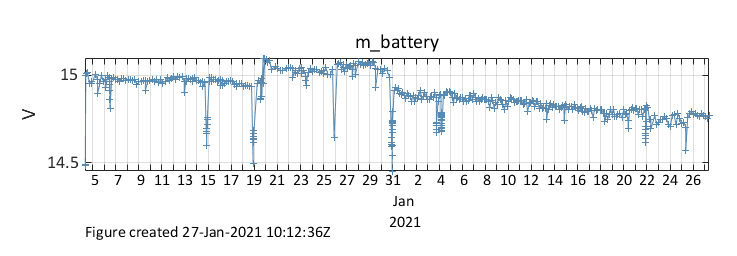 m_battery
15
V
14.5
5 7 9 11 13 15 17 19 21 23 25 27 29 31 2 4 6 8 10 12 14 16 18 20 22 24 26
Jan
2021
Figure created 27-Jan-2021 10:12:36Z